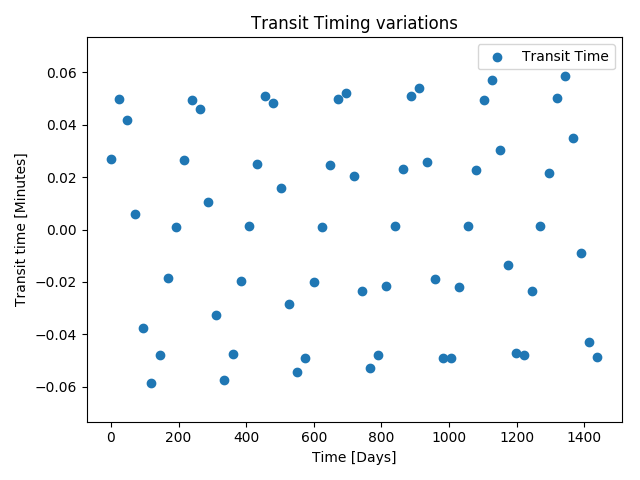 Transit Timing variations
Transit Time
Transit time [Minutes]
0.06
0.04
0.02
0.00
−0.02
−0.04
−0.06
0 200 400 600 800 1000 1200 1400
Time [Days]